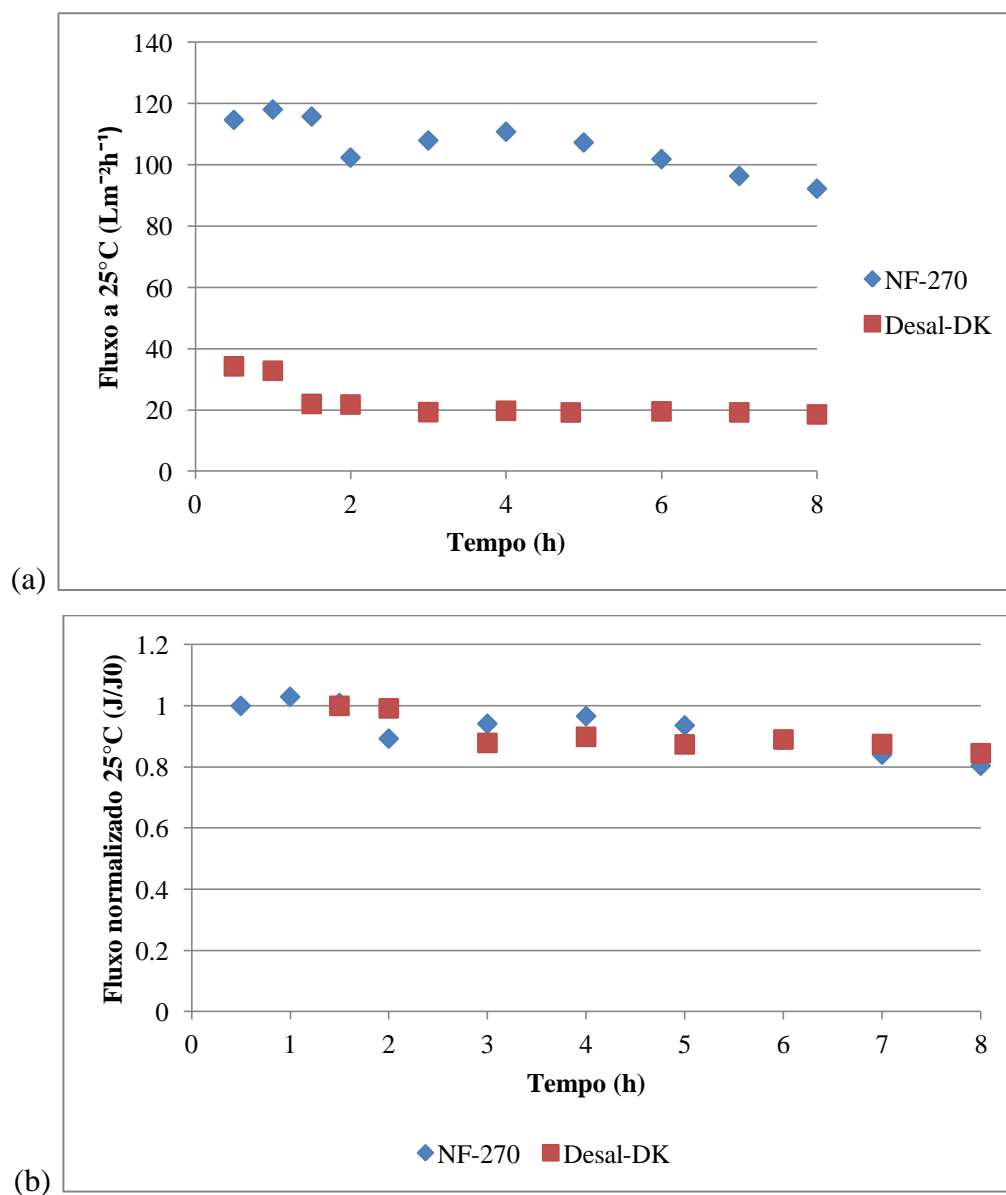 140
120
100
80
60
40
20
0
Fluxo a 25°C (Lm⁻²h⁻¹)
0 2 4 6 8
Tempo (h)
NF-270
Desal-DK
(a)
1.2
1
0.8
0.6
0.4
0.2
0
Fluxo normalizado 25°C (J/J0)
0 1 2 3 4 5 6 7 8
Tempo (h)
NF-270 Desal-DK
(b)